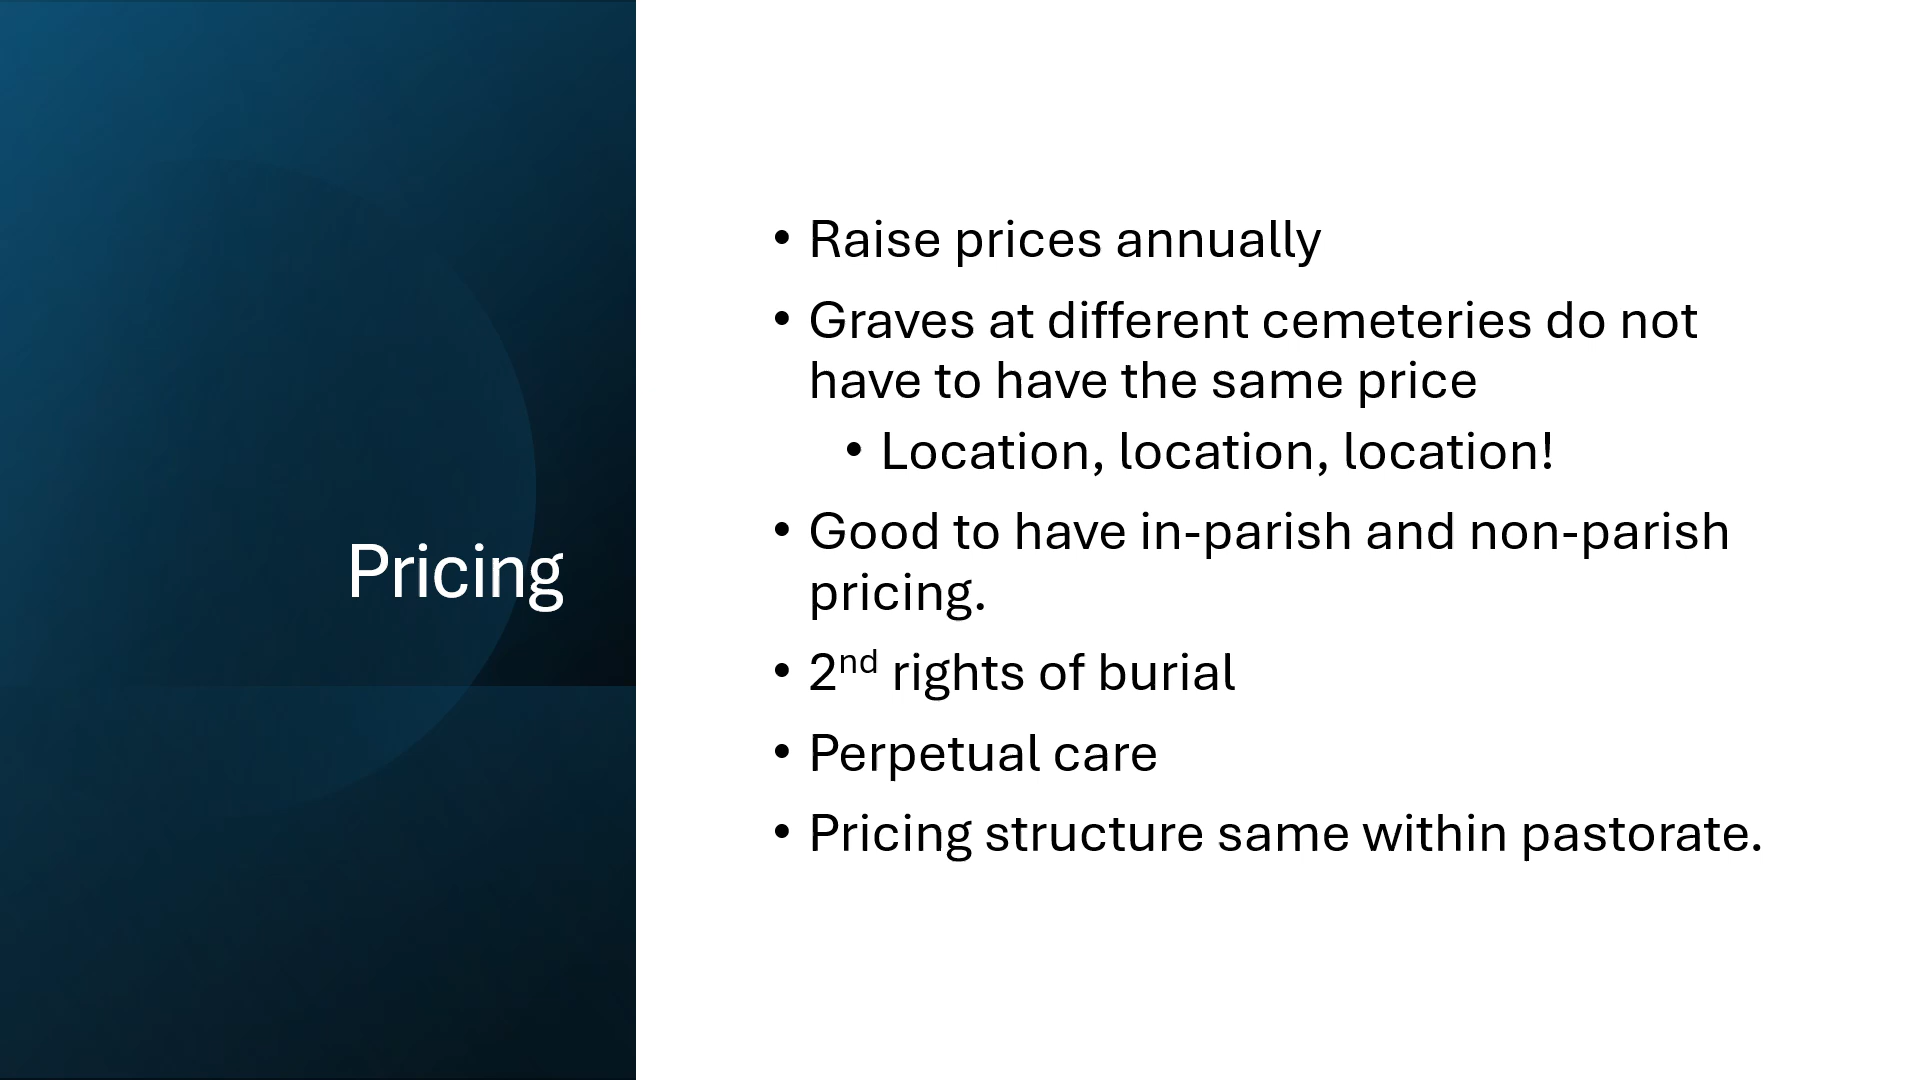 Pricing
• Raise prices annually
• Graves at different cemeteries do not
have to have the same price
• Location, location, location!
• Good to have in-parish and non-parish
pricing.
• 2nd rights of burial
• Perpetual care
• Pricing structure same within pastorate.